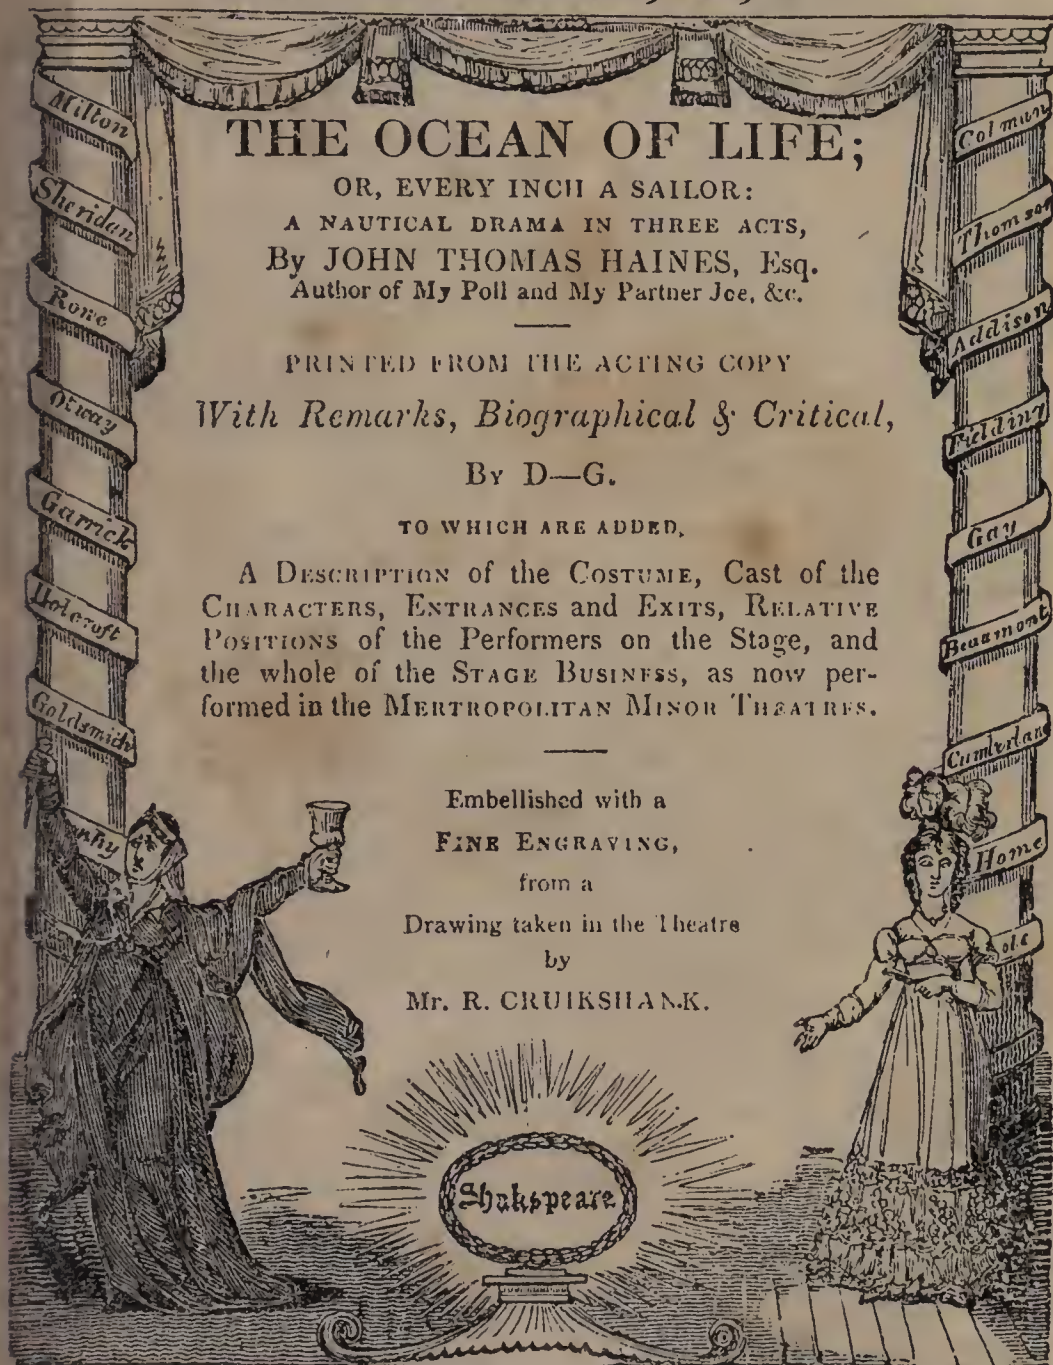 THE OCEAN OF LIFE;
OR, EVERY INCH A SAILOR:
A NAUTICAL DRAMA IN THREE ACTS,
By JOHN THOMAS HAINES, Esq.
Author of My Poll and My Partner Joe, &c.
PRINTED FROM THE ACTING COPY
With Remarks, Biographical & Critical,
By D—G.
TO WHICH ARE ADDED,
A DESCRIPTION of the COSTUME, Cast of the
CHARACTERS, ENTRANCES and EXITS, RELATIVE
POSITIONS of the Performers on the Stage, and
the whole of the STAGE BUSINESS, as now per-
formed in the MERTROPOLITAN MINOR THEATRES.
Embellished with a
FINE ENGRAVING,
from a
Drawing taken in the Theatre
by
Mr. R. CRUIKSHANK.
Milton
Sheridan
Rowe
Otway
Garrick
Holcroft
Goldsmith
Colman
Thomson
Addison
Fielding
Gay
Beaumont
Cumberland
Home
Shakspeare